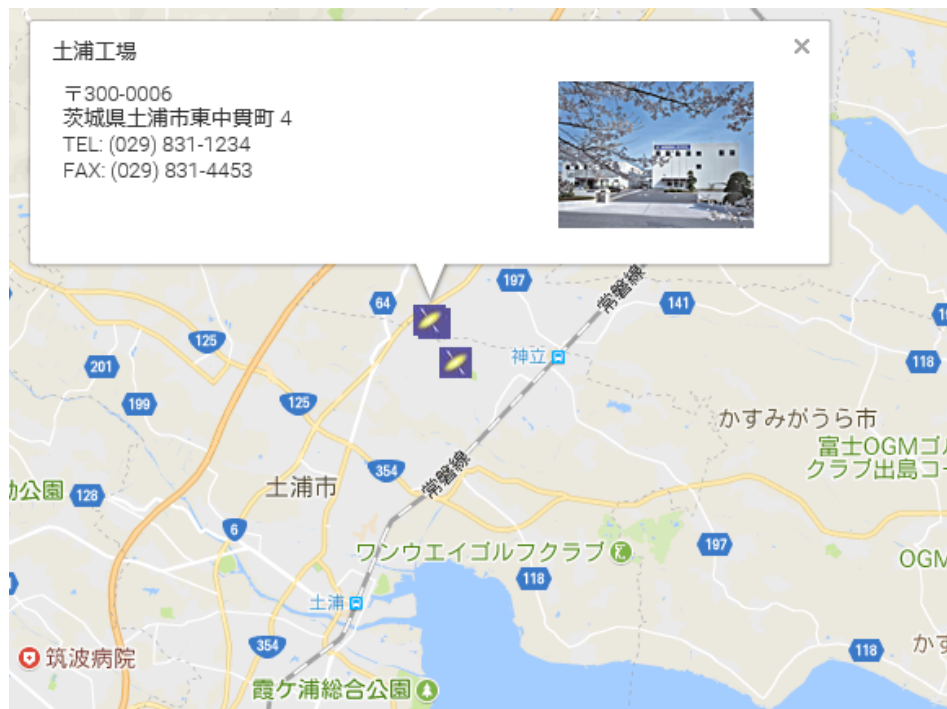 土浦工場
〒300-0006
茨城県土浦市東中貫町 4
TEL: (029) 831-1234
FAX: (029) 831-4453
197
常磐線
64
141
125
神立
118
201
199
125
かすみがうら市
富士OGMゴル
クラブ出島コー
354
常磐線
土浦市
公園
128
6
ワンウエイゴルフクラブ
197
OGM
118
土浦
354
118
かす
筑波病院
霞ケ浦総合公園